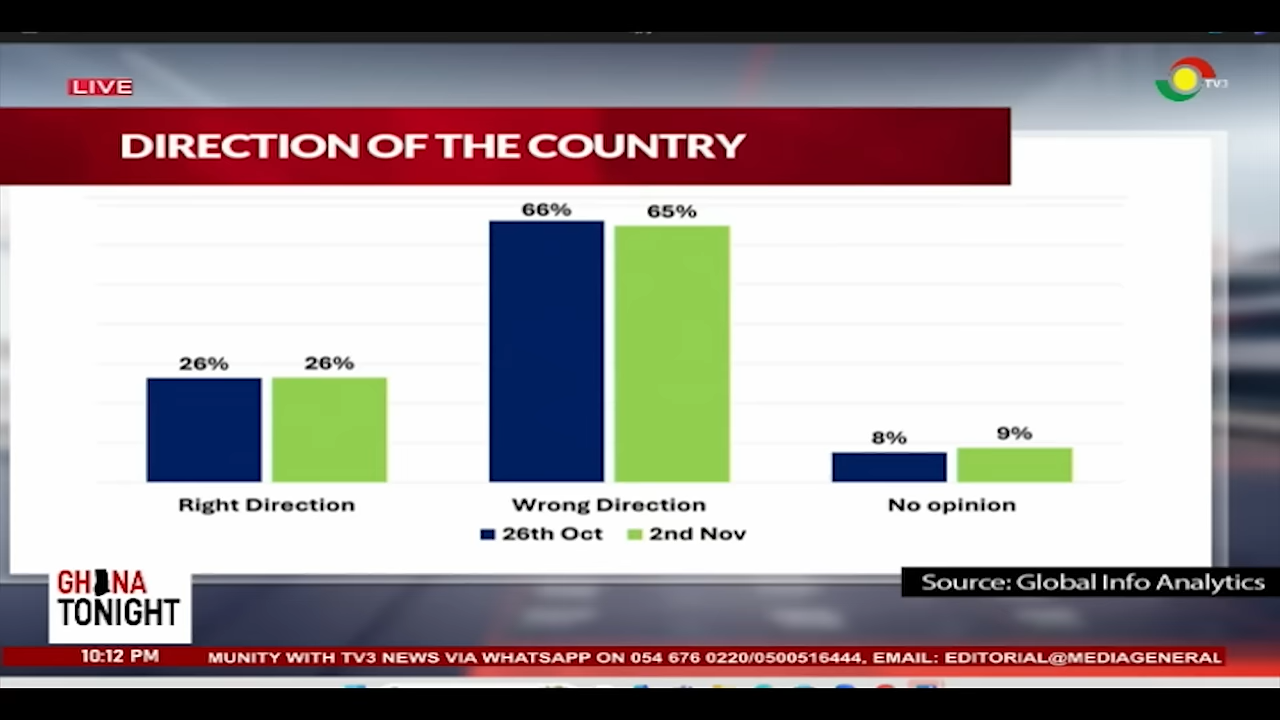 LIVE
TV3
DIRECTION OF THE COUNTRY
66% 65%
26% 26%
8% 9%
Right Direction Wrong Direction No opinion
26th Oct 2nd Nov
Source: Global Info Analytics
GHANA
TONIGHT
10:12 PM MUNITY WITH TV3 NEWS VIA WHATSAPP ON 054 676 0220/0500516444, EMAIL: EDITORIAL@MEDIAGENERAL